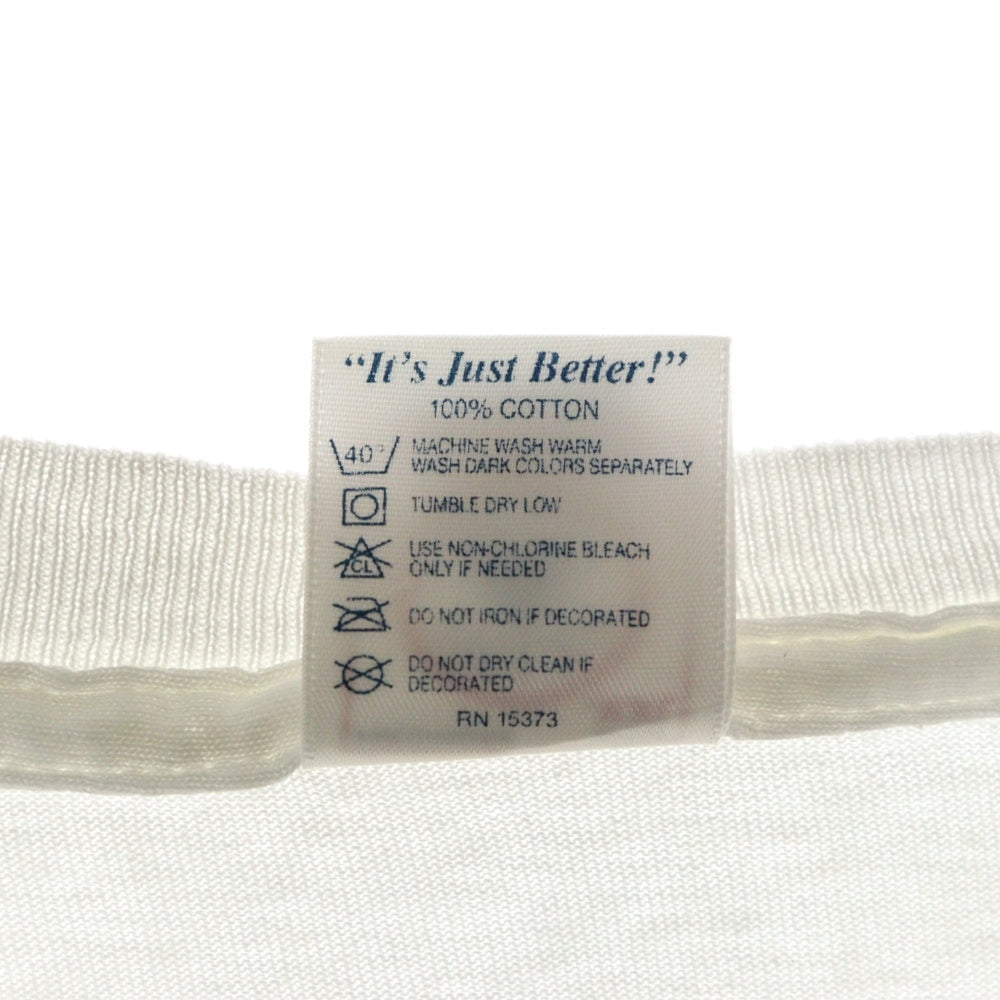 “It’s Just Better!”
100% COTTON
40°
MACHINE WASH WARM
WASH DARK COLORS SEPARATELY
TUMBLE DRY LOW
CL
USE NON-CHLORINE BLEACH
ONLY IF NEEDED
DO NOT IRON IF DECORATED
DO NOT DRY CLEAN IF
DECORATED
RN 15373